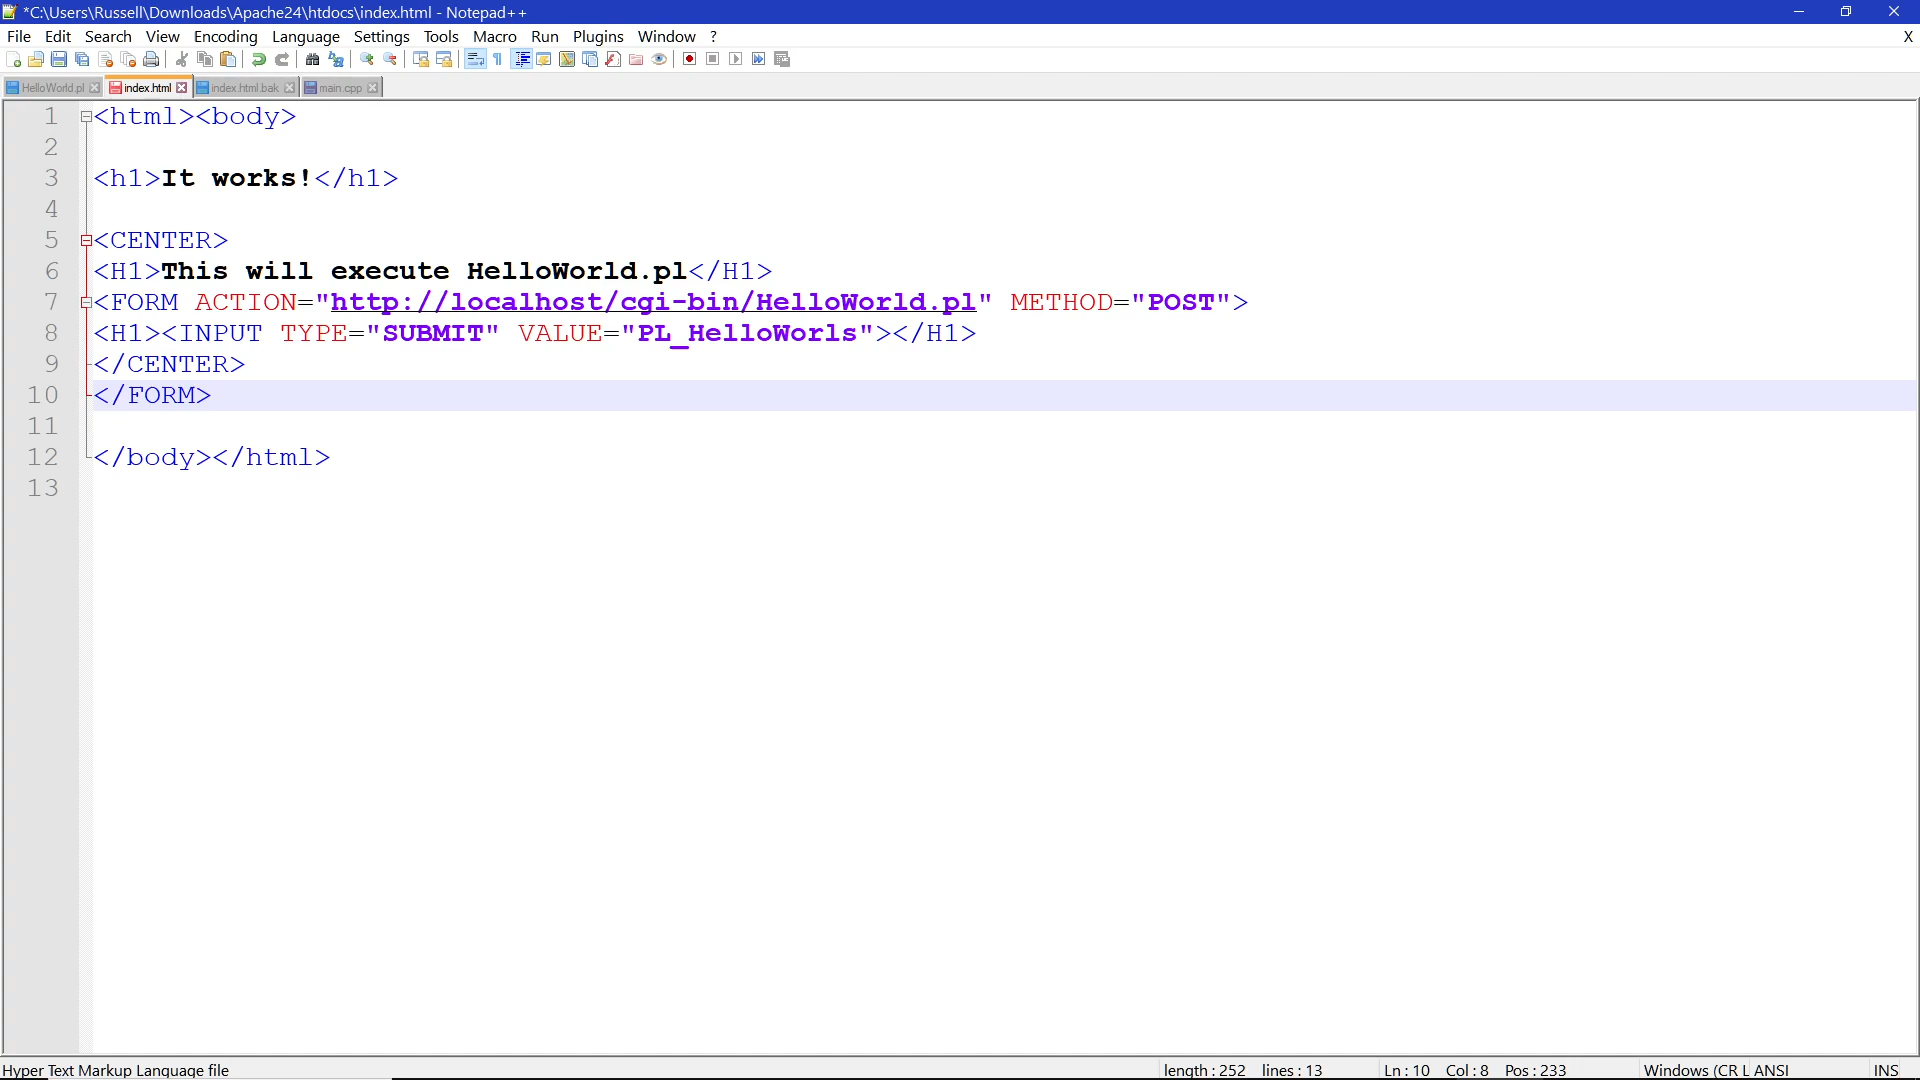 *C:\Users\Russell\Downloads\Apache24\htdocs\index.html - Notepad++
File Edit Search View Encoding Language Settings Tools Macro Run Plugins Window ? X
HelloWorld.pl index.html index.html.bak main.cpp
1 <html><body>
2
3 <h1>It works!</h1>
4
5 <CENTER>
6 <H1>This will execute HelloWorld.pl</H1>
7 <FORM ACTION="http://localhost/cgi-bin/HelloWorld.pl" METHOD="POST">
8 <H1><INPUT TYPE="SUBMIT" VALUE="PL_HelloWorls"></H1>
9 </CENTER>
10 </FORM>
11
12 </body></html>
13
Hyper Text Markup Language file length : 252 lines : 13 Ln : 10 Col : 8 Pos : 233 Windows (CR L ANSI INS